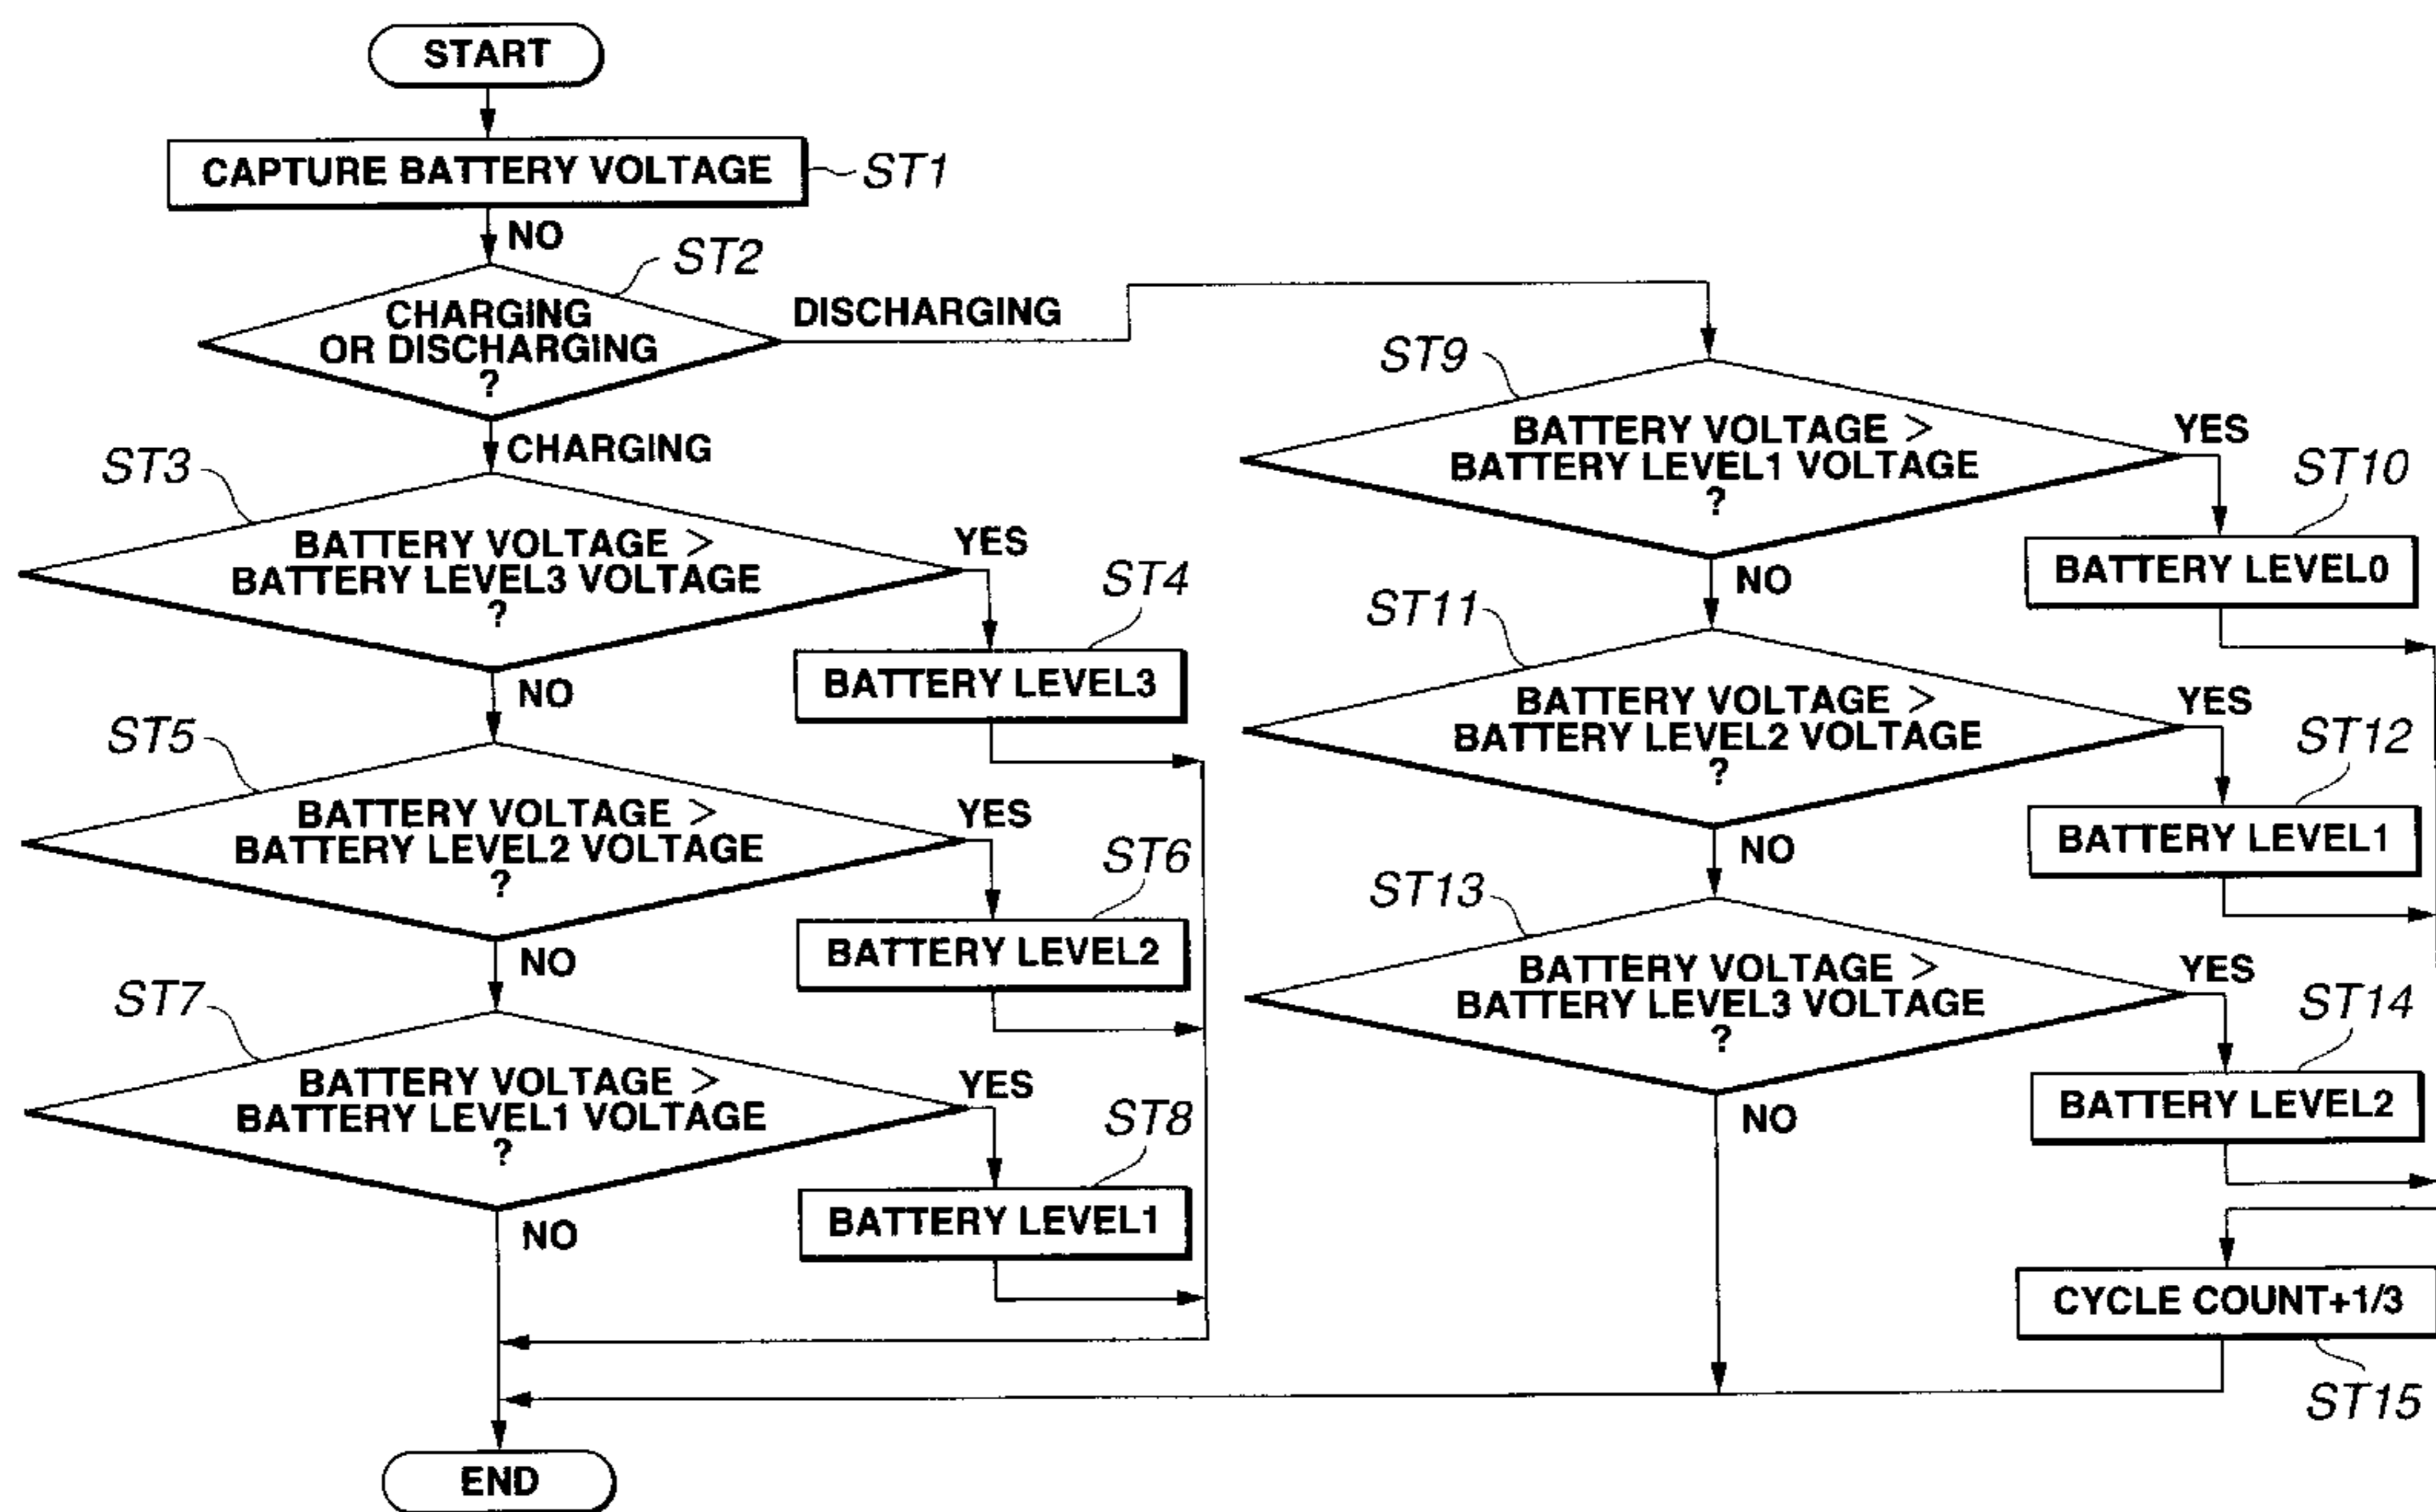 START
CAPTURE BATTERY VOLTAGE
ST1
NO
ST2
CHARGING
OR DISCHARGING
?
DISCHARGING
CHARGING
ST3
BATTERY VOLTAGE >
BATTERY LEVEL3 VOLTAGE
?
YES
ST4
BATTERY LEVEL3
NO
ST5
BATTERY VOLTAGE >
BATTERY LEVEL2 VOLTAGE
?
YES
ST6
BATTERY LEVEL2
NO
ST7
BATTERY VOLTAGE >
BATTERY LEVEL1 VOLTAGE
?
YES
ST8
BATTERY LEVEL1
NO
ST9
BATTERY VOLTAGE >
BATTERY LEVEL1 VOLTAGE
?
YES
ST10
BATTERY LEVEL0
NO
ST11
BATTERY VOLTAGE >
BATTERY LEVEL2 VOLTAGE
?
YES
ST12
BATTERY LEVEL1
NO
ST13
BATTERY VOLTAGE >
BATTERY LEVEL3 VOLTAGE
?
YES
ST14
BATTERY LEVEL2
NO
CYCLE COUNT+1/3
ST15
END